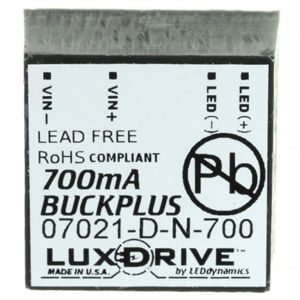 VIN-
VIN+
LED (-)
LED (+)
LEAD FREE
RoHS COMPLIANT
Pb
700mA
BUCKPLUS
07021-D-N-700
LUXDRIVE
MADE IN U.S.A.
by LEDdynamics